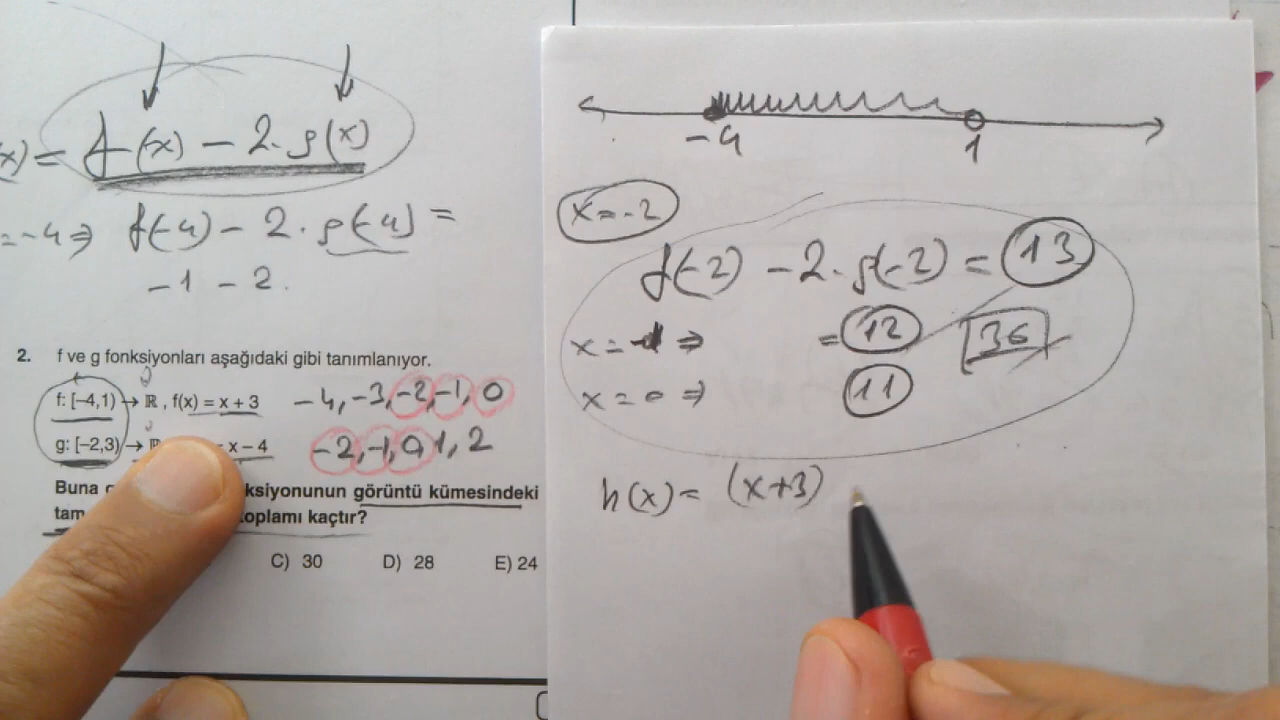 x) = f(x) - 2.g(x)
= -4 ⇒ f(-4) - 2.g(-4) =
-1 - 2.
2. f ve g fonksiyonları aşağıdaki gibi tanımlanıyor.
f: [-4,1) → ℝ , f(x) = x + 3
-4, -3, -2, -1, 0
g: [-2,3) → x - 4
-2, -1, 0, 1, 2
Buna görüntü kümesindeki
tam toplamı kaçtır?
C) 30 D) 28 E) 24
-4 1
x = -2
f(-2) - 2.g(-2) = 13
x = -1 ⇒ = 12 36
x = 0 ⇒ 11
h(x) = (x+3)